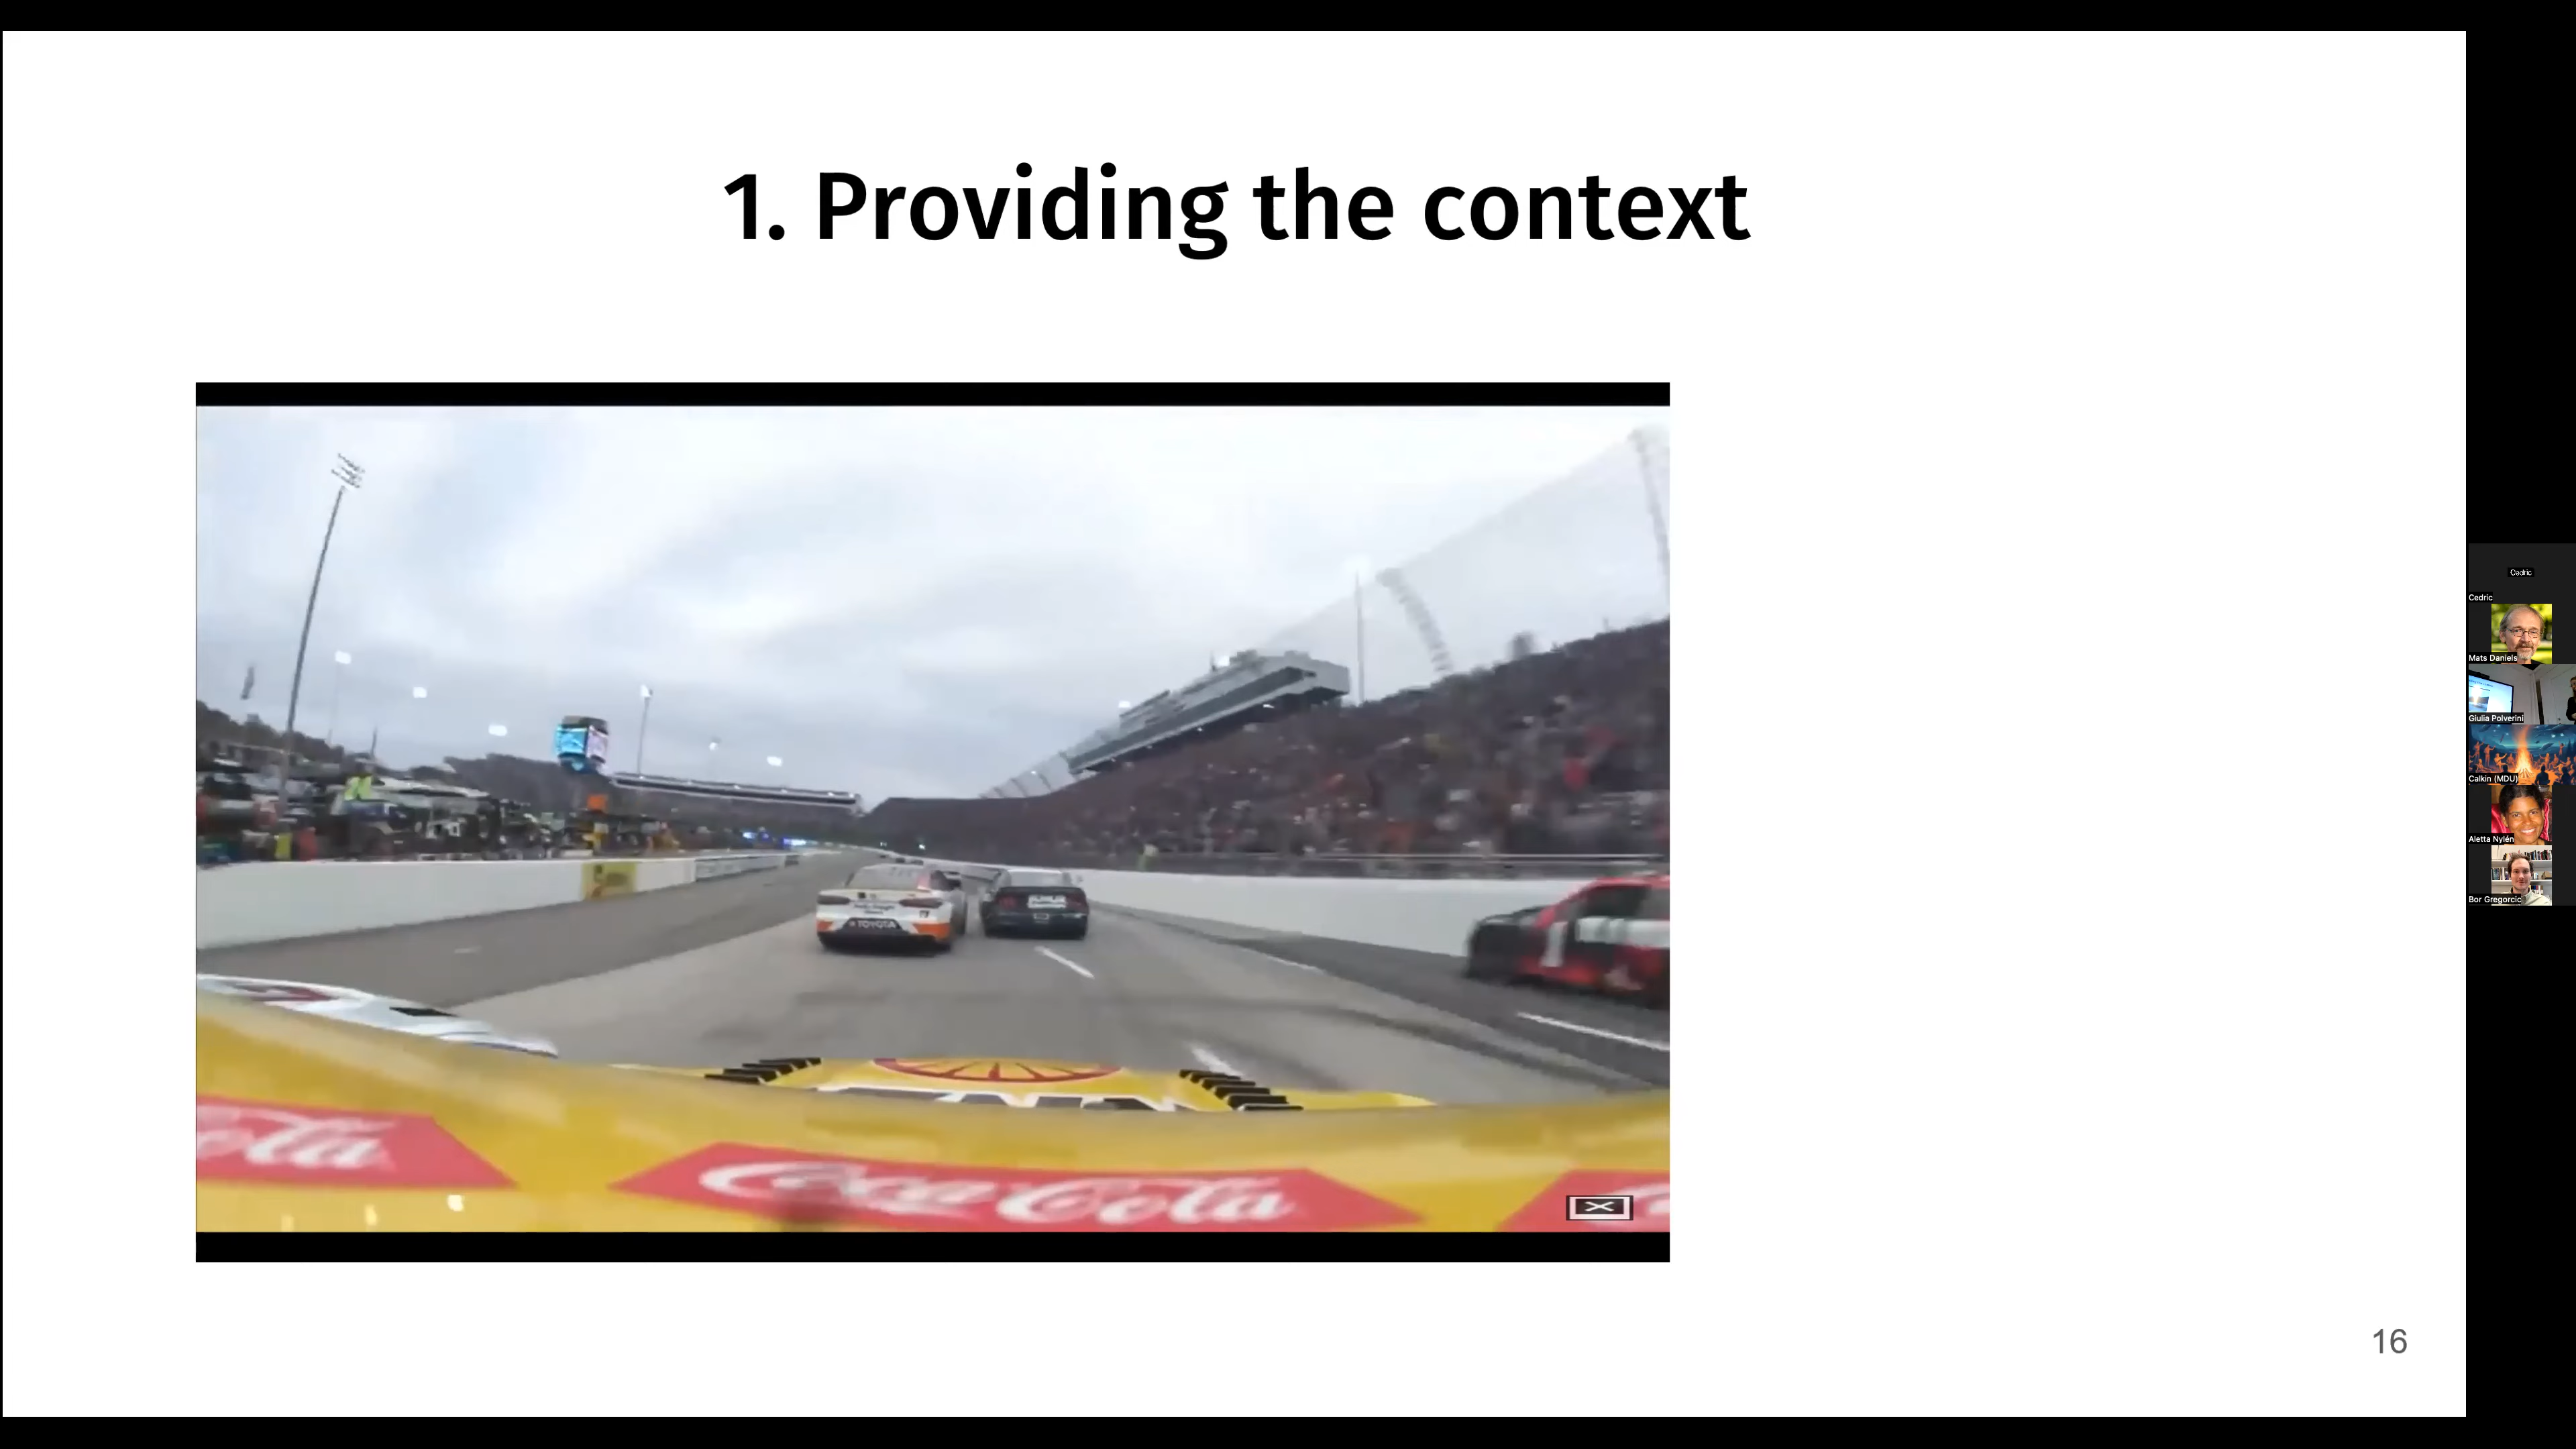 1. Providing the context
TOYOTA
Cola
Coca-Cola
16
Cedric
Cedric
Mats Daniels
Giulia Polverini
Calkin (MDU)
Aletta Nylén
Bor Gregorcic